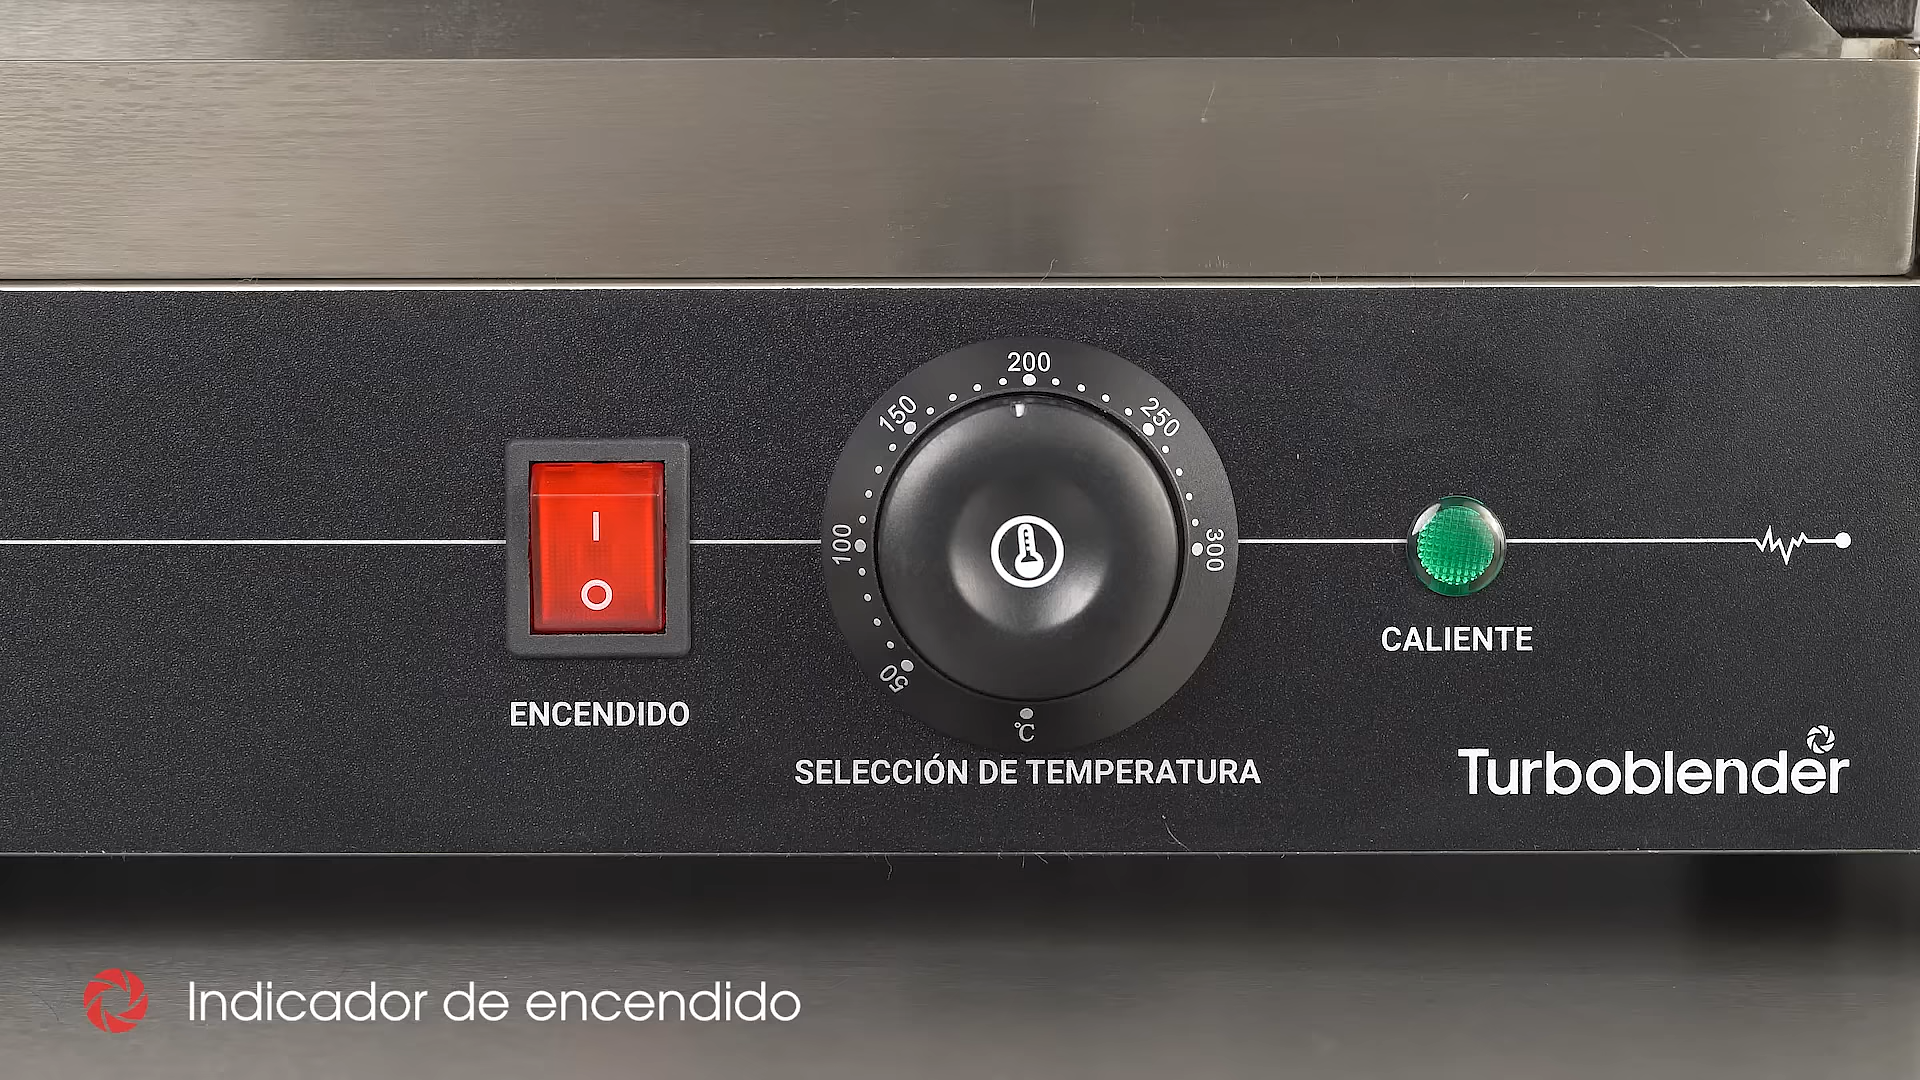 200
150
250
100
300
50
°C
I
O
ENCENDIDO
SELECCIÓN DE TEMPERATURA
CALIENTE
Turboblender
Indicador de encendido